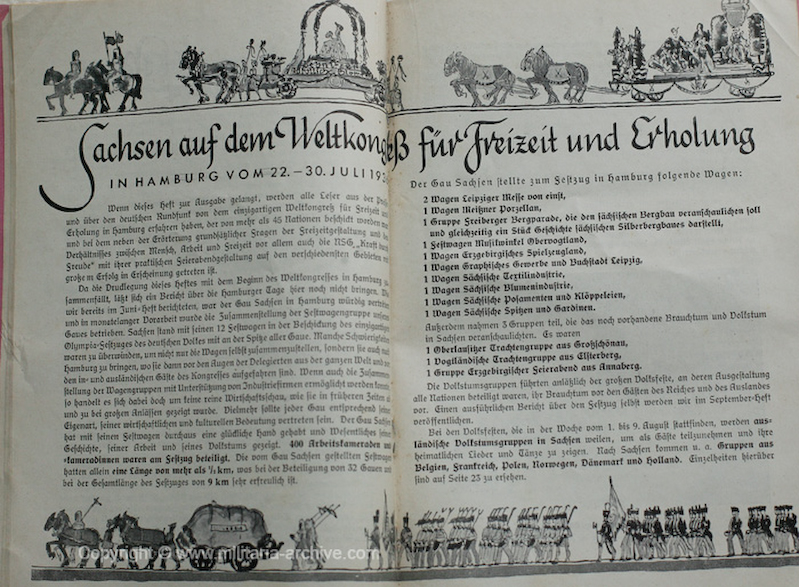 Sachsen auf dem Weltkongreß für Freizeit und Erholung
IN HAMBURG VOM 22.–30. JULI 193
Wenn dieses Heft zur Ausgabe gelangt, werden alle Leser aus der
und über den deutschen Rundfunk von dem einzigartigen Weltkongreß für Freizeit und
Erholung in Hamburg erfahren haben, der von mehr als 45 Nationen beschickt worden
und bei dem neben der Erörterung grundsätzlicher Fragen der Freizeitgestaltung und
Verhältnisses zwischen Mensch, Arbeit und Freizeit vor allem auch die NSG. „Kraft durch
Freude“ mit ihrer praktischen Feierabendgestaltung auf den verschiedensten Gebieten mit
großem Erfolg in Erscheinung getreten ist.
Da die Drucklegung dieses Heftes mit dem Beginn des Weltkongresses in Hamburg zu-
sammenfällt, läßt sich ein Bericht über die Hamburger Tage hier noch nicht bringen. Wie
wir bereits im Juni-Heft berichteten, war der Gau Sachsen in Hamburg würdig vertreten
und in monatelanger Vorarbeit wurde die Zusammenstellung der Festwagengruppe unseres
Gaues betrieben. Sachsen stand mit seinen 12 Festwagen in der Beschickung des einzigartigen
Olympia-Festzuges des deutschen Volkes mit an der Spitze aller Gaue. Manche Schwierigkeiten
waren zu überwinden, um nicht nur die Wagen selbst zusammenzustellen, sondern sie auch nach
Hamburg zu bringen, wo sie dann vor den Augen der Delegierten aus der ganzen Welt und
den in- und ausländischen Gäste des Kongresses aufgefahren sind. Wenn auch die Zusammen-
stellung der Wagengruppen mit Unterstützung von Industriefirmen ermöglicht werden konnte,
so handelt es sich dabei doch um keine reine Wirtschaftsschau, wie sie in früheren Zeiten
und zu bei großen Anlässen gezeigt wurde. Vielmehr sollte jeder Gau entsprechend seiner
Eigenart, seiner wirtschaftlichen und kulturellen Bedeutung vertreten sein. Der Gau Sachsen
hat mit seinen Festwagen durchaus eine glückliche Hand gehabt und Wesentliches seiner
Geschichte, seiner Arbeit und seines Volkstums gezeigt. 400 Arbeitskameraden und
-kameradinnen waren am Festzug beteiligt. Die vom Gau Sachsen gestellten Festwagen
hatten allein eine Länge von mehr als ½ km, was bei der Beteiligung von 32 Gauen und
bei der Gesamtlänge des Festzuges von 9 km sehr erfreulich ist.
Der Gau Sachsen stellte zum Festzug in Hamburg folgende Wagen:
2 Wagen Leipziger Messe von einst,
1 Wagen Meißner Porzellan,
1 Gruppe Freiberger Bergparade, die den sächsischen Bergbau veranschaulichen soll
und gleichzeitig ein Stück Geschichte sächsischen Silberbergbaues darstellt,
1 Festwagen Musikwinkel Obervogtland,
1 Wagen Erzgebirgisches Spielzeugland,
1 Wagen Graphisches Gewerbe und Buchstadt Leipzig,
1 Wagen Sächsische Textilindustrie,
1 Wagen Sächsische Blumenindustrie,
1 Wagen Sächsische Posamenten und Klöppeleien,
1 Wagen Sächsische Spitzen und Gardinen.
Außerdem nahmen 3 Gruppen teil, die das noch vorhandene Brauchtum und Volkstum
in Sachsen veranschaulichten. Es waren
1 Oberlausitzer Trachtengruppe aus Großschönau,
1 Vogtländische Trachtengruppe aus Elsterberg,
1 Gruppe Erzgebirgischer Feierabend aus Annaberg.
Die Volkstumsgruppen führten anläßlich der großen Volksfeste, an deren Ausgestaltung
alle Nationen beteiligt waren, ihr Brauchtum vor den Gästen des Reiches und des Auslandes
vor. Einen ausführlichen Bericht über den Festzug selbst werden wir im September-Heft
veröffentlichen.
Bei den Volksfesten, die in der Woche vom 1. bis 9. August stattfinden, werden aus-
ländische Volkstumsgruppen in Sachsen weilen, um als Gäste teilzunehmen und ihre
heimatlichen Lieder und Tänze zu zeigen. Nach Sachsen kommen u. a. Gruppen aus
Belgien, Frankreich, Polen, Norwegen, Dänemark und Holland. Einzelheiten hierüber
sind auf Seite 23 zu ersehen.
Copyright © www.militaria-archive.com